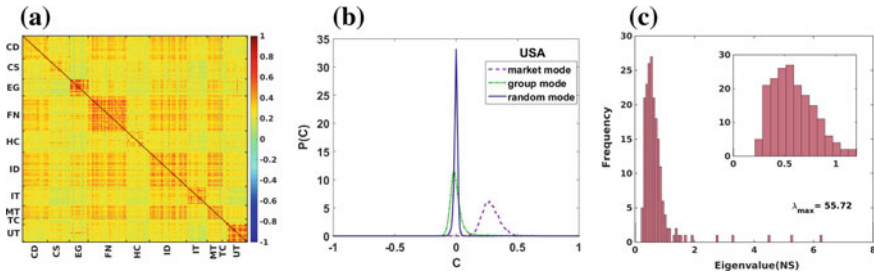 (a)
CD
CS
EG
FN
HC
ID
IT
MT
TC
UT
CD
CS
EG
FN
HC
ID
IT
MT
TC
UT
1
0.8
0.6
0.4
0.2
0
-0.2
-0.4
-0.6
-0.8
-1
(b)
35
30
25
20
15
10
5
0
P(C)
USA
market mode
group mode
random mode
-1
-0.5
0
0.5
1
C
(c)
30
25
20
15
10
5
0
Frequency
30
20
10
0
0
0.5
1
λmax= 55.72
0
2
4
6
8
Eigenvalue(NS)